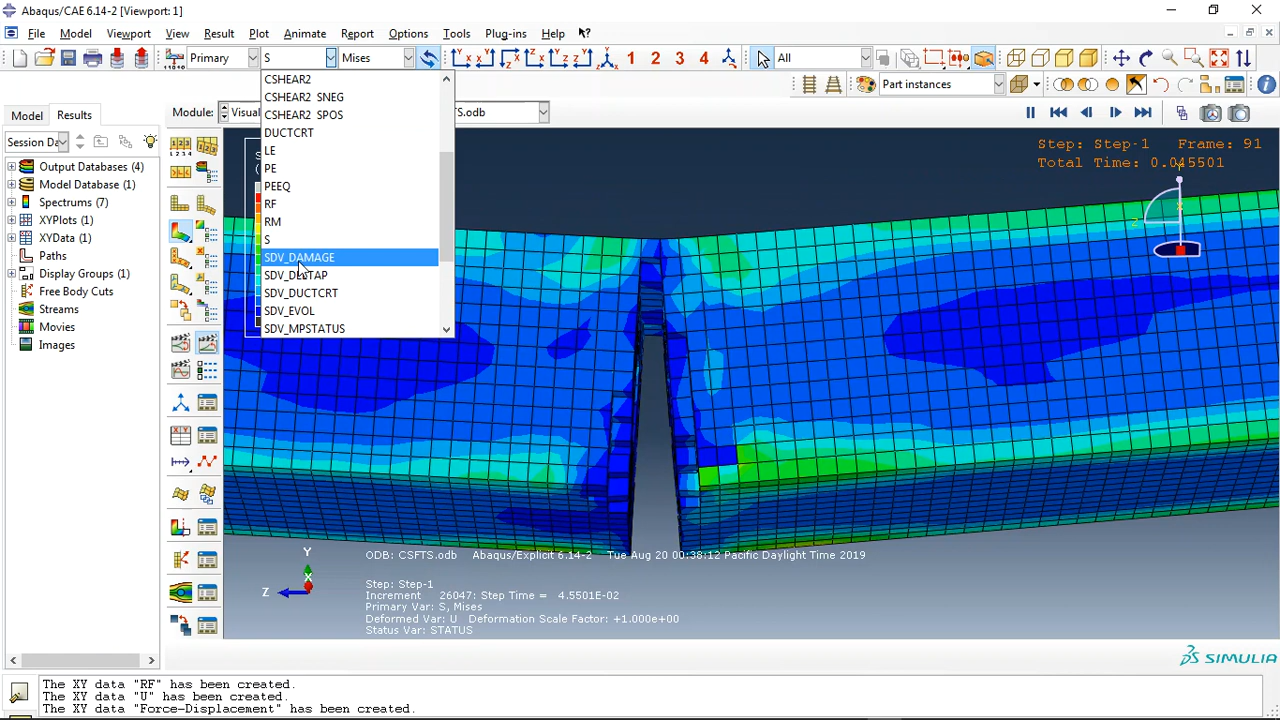 Abaqus/CAE 6.14-2 [Viewport: 1]
File Model Viewport View Result Plot Animate Report Options Tools Plug-ins Help
Primary S Mises 1 2 3 4 All
Part instances
Model Results
Module: Visual TS.odb
Session Da
Output Databases (4)
Model Database (1)
Spectrums (7)
XYPlots (1)
XYData (1)
Paths
Display Groups (1)
Free Body Cuts
Streams
Movies
Images
CSHEAR2
CSHEAR2 SNEG
CSHEAR2 SPOS
DUCTCRT
LE
PE
PEEQ
RF
RM
S
SDV_DAMAGE
SDV_DELTAP
SDV_DUCTCRT
SDV_EVOL
SDV_MPSTATUS
Step: Step-1 Frame: 91
Total Time: 0.045501
Y
Z
X
ODB: CSFTS.odb Abaqus/Explicit 6.14-2 Tue Aug 20 00:38:12 Pacific Daylight Time 2019
Step: Step-1
Increment 26047: Step Time = 4.5501E-02
Primary Var: S, Mises
Deformed Var: U Deformation Scale Factor: +1.000e+00
Status Var: STATUS
SIMULIA
The XY data "RF" has been created.
The XY data "U" has been created.
The XY data "Force-Displacement" has been created.